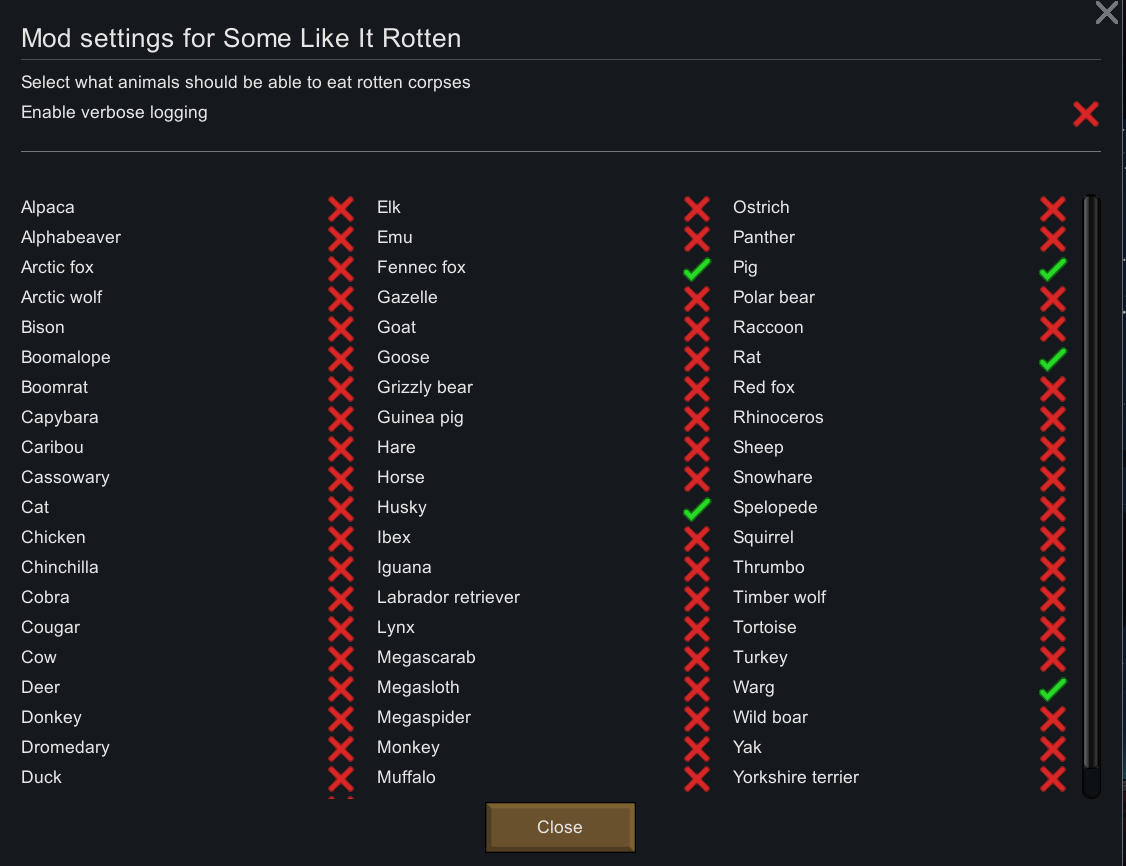 Mod settings for Some Like It Rotten
Select what animals should be able to eat rotten corpses
Enable verbose logging
Alpaca
Alphabeaver
Arctic fox
Arctic wolf
Bison
Boomalope
Boomrat
Capybara
Caribou
Cassowary
Cat
Chicken
Chinchilla
Cobra
Cougar
Cow
Deer
Donkey
Dromedary
Duck
Elk
Emu
Fennec fox
Gazelle
Goat
Goose
Grizzly bear
Guinea pig
Hare
Horse
Husky
Ibex
Iguana
Labrador retriever
Lynx
Megascarab
Megasloth
Megaspider
Monkey
Muffalo
Ostrich
Panther
Pig
Polar bear
Raccoon
Rat
Red fox
Rhinoceros
Sheep
Snowhare
Spelopede
Squirrel
Thrumbo
Timber wolf
Tortoise
Turkey
Warg
Wild boar
Yak
Yorkshire terrier
Close